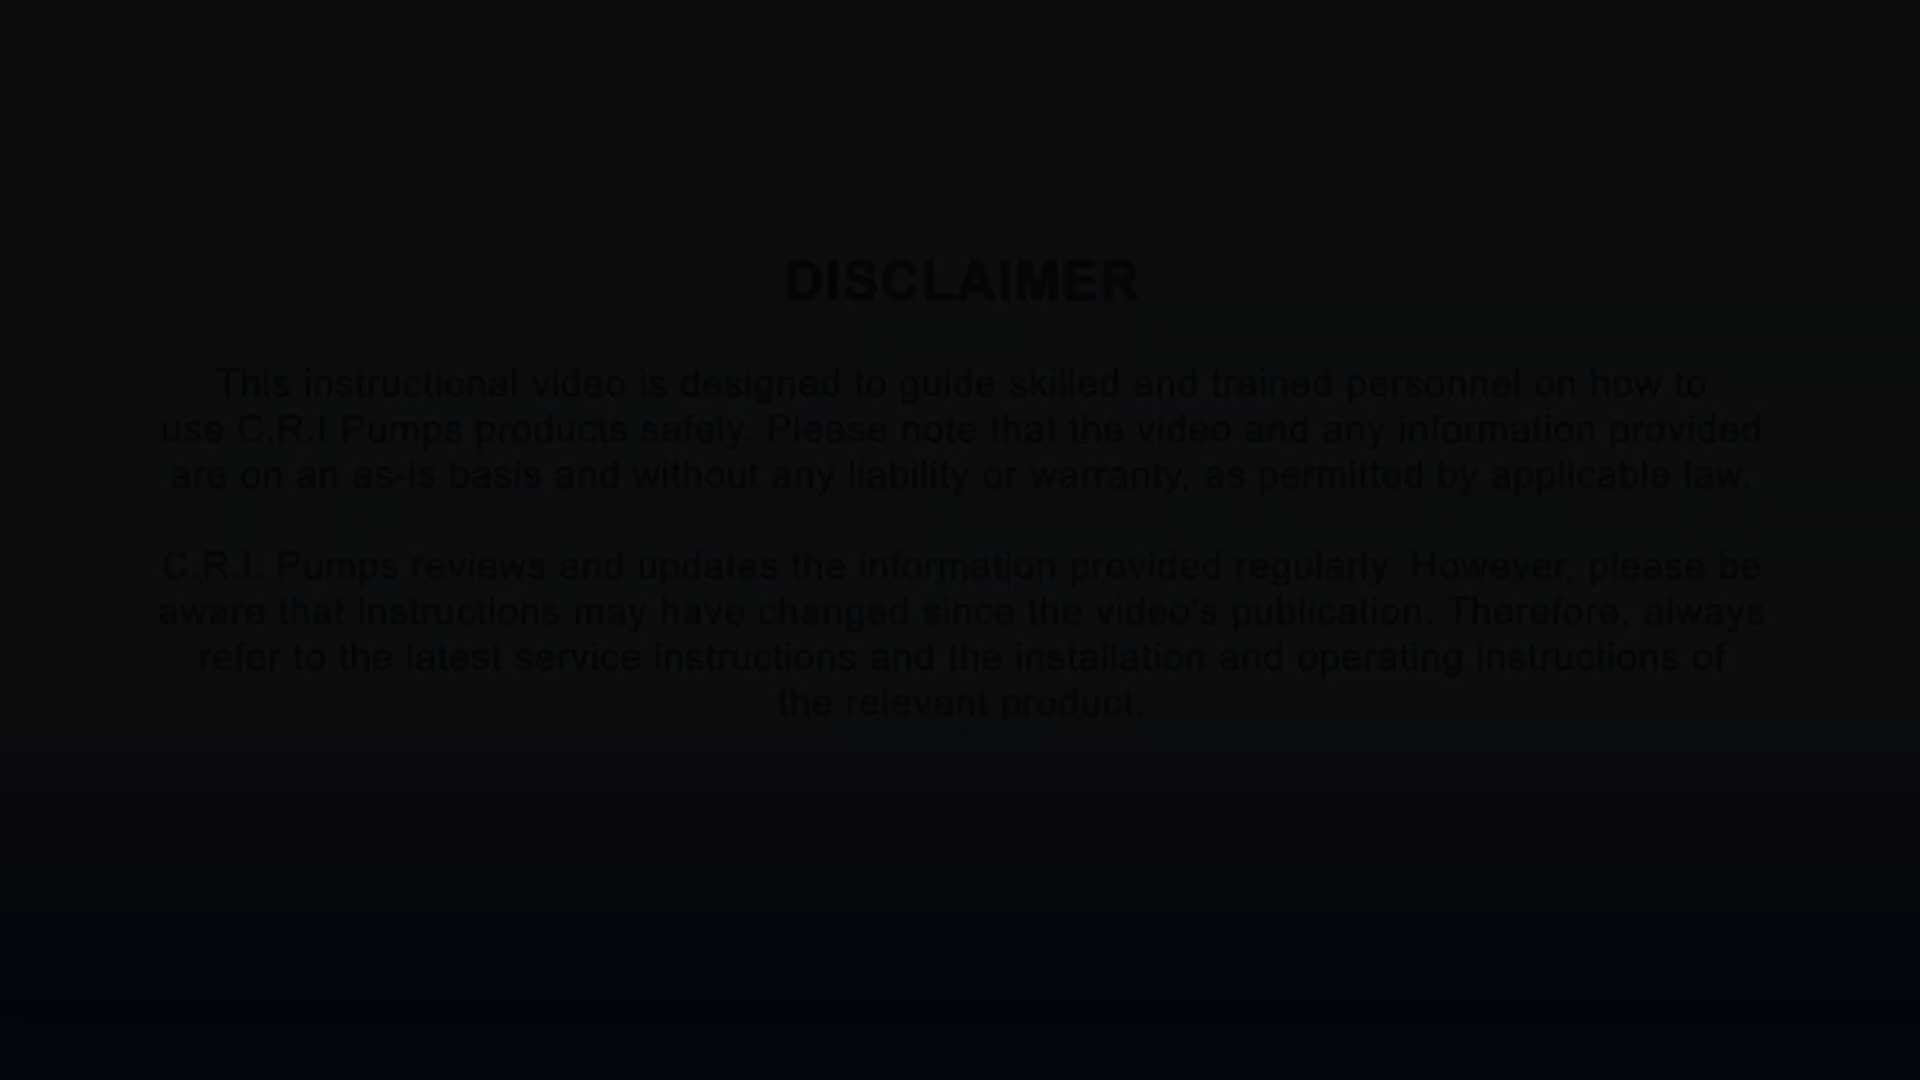 DISCLAIMER
This instructional video is designed to guide skilled and trained personnel on how to
use C.R.I Pumps products safely. Please note that the video and any information provided
are on an as-is basis and without any liability or warranty, as permitted by applicable law.
C.R.I. Pumps reviews and updates the information provided regularly. However, please be
aware that instructions may have changed since the video's publication. Therefore, always
refer to the latest service instructions and the installation and operating instructions of
the relevant product.